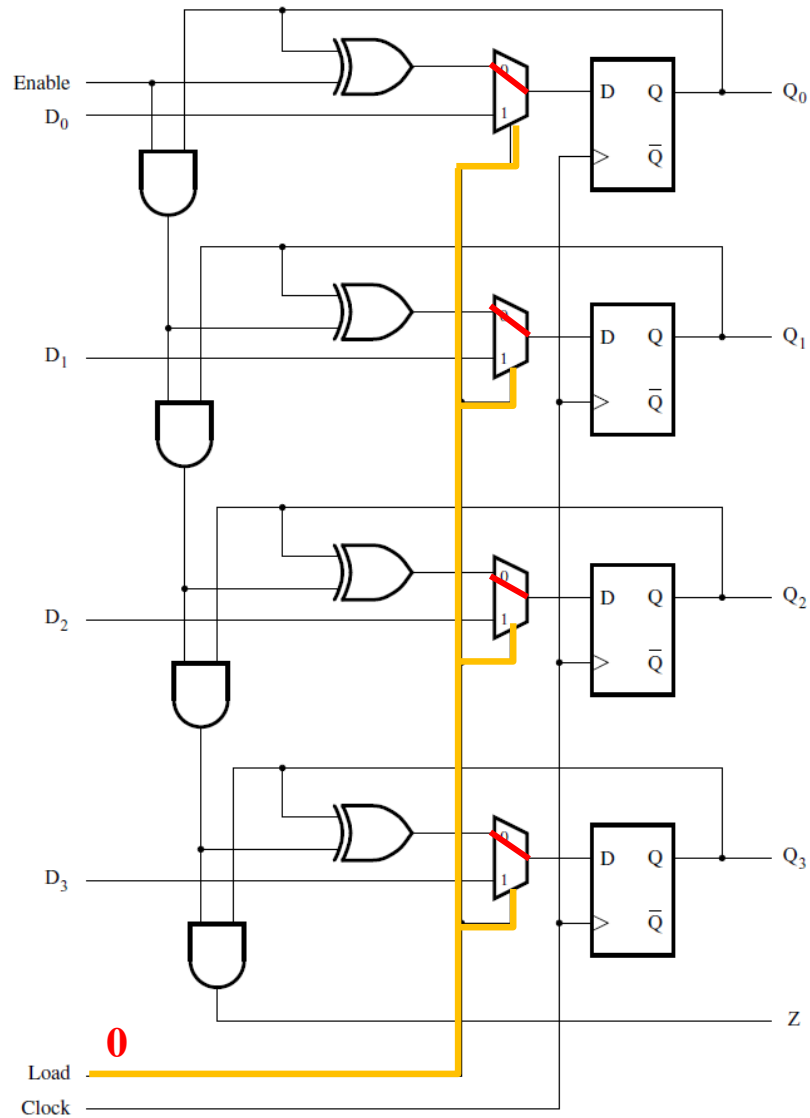 0
Enable
D Q Q₀
D₀
1
Q̅
0
D Q Q₁
D₁ 1
Q̅
0
D Q Q₂
D₂ 1
Q̅
0
D Q Q₃
D₃ 1
Q̅
Z
0
Load
Clock